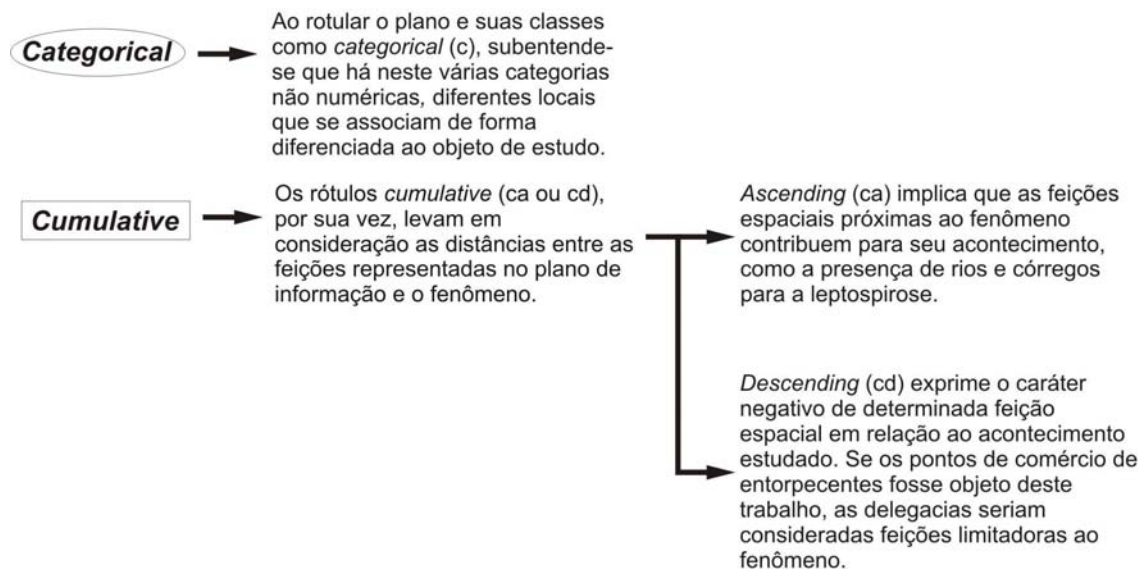 Categorical
Ao rotular o plano e suas classes
como categorical (c), subentende-
se que há neste várias categorias
não numéricas, diferentes locais
que se associam de forma
diferenciada ao objeto de estudo.
Cumulative
Os rótulos cumulative (ca ou cd),
por sua vez, levam em
consideração as distâncias entre as
feições representadas no plano de
informação e o fenômeno.
Ascending (ca) implica que as feições
espaciais próximas ao fenômeno
contribuem para seu acontecimento,
como a presença de rios e córregos
para a leptospirose.
Descending (cd) exprime o caráter
negativo de determinada feição
espacial em relação ao acontecimento
estudado. Se os pontos de comércio de
entorpecentes fosse objeto deste
trabalho, as delegacias seriam
consideradas feições limitadoras ao
fenômeno.